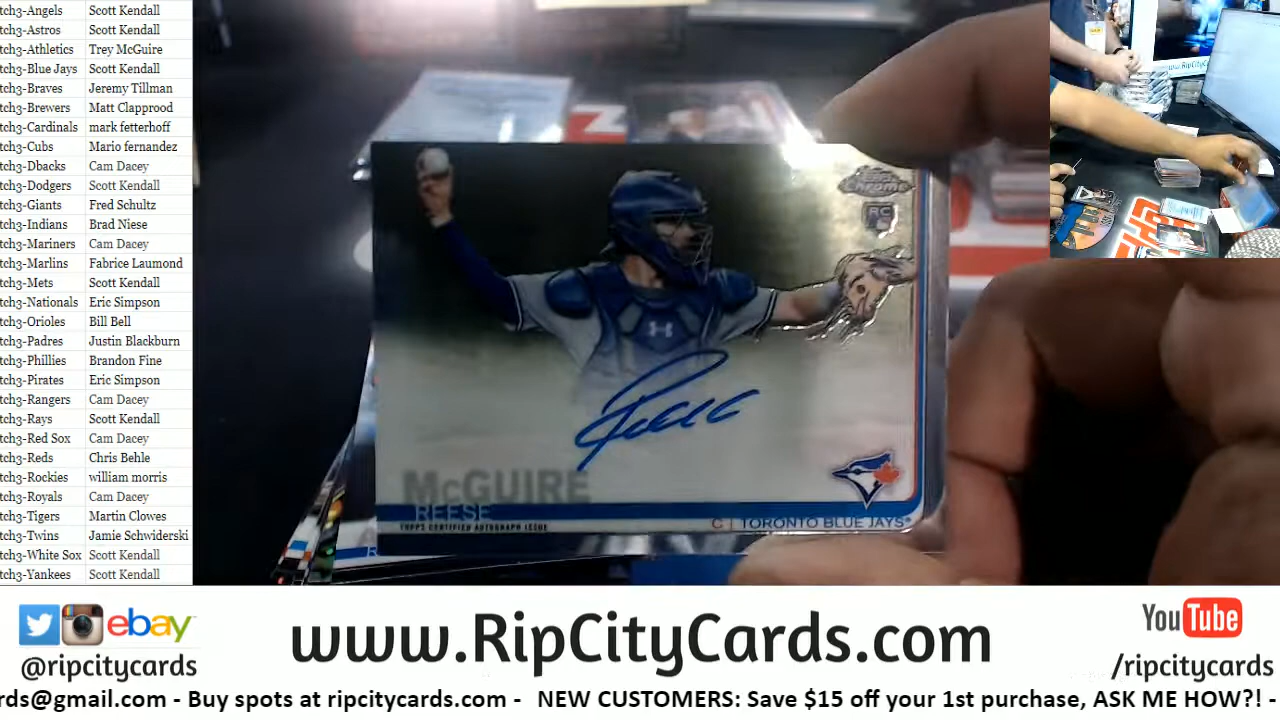 tch3-Angels Scott Kendall
tch3-Astros Scott Kendall
tch3-Athletics Trey McGuire
tch3-Blue Jays Scott Kendall
tch3-Braves Jeremy Tillman
tch3-Brewers Matt Clapprood
tch3-Cardinals mark fetterhoff
tch3-Cubs Mario fernandez
tch3-Dbacks Cam Dacey
tch3-Dodgers Scott Kendall
tch3-Giants Fred Schultz
tch3-Indians Brad Niese
tch3-Mariners Cam Dacey
tch3-Marlins Fabrice Laumond
tch3-Mets Scott Kendall
tch3-Nationals Eric Simpson
tch3-Orioles Bill Bell
tch3-Padres Justin Blackburn
tch3-Phillies Brandon Fine
tch3-Pirates Eric Simpson
tch3-Rangers Cam Dacey
tch3-Rays Scott Kendall
tch3-Red Sox Cam Dacey
tch3-Reds Chris Behle
tch3-Rockies william morris
tch3-Royals Cam Dacey
tch3-Tigers Martin Clowes
tch3-Twins Jamie Schwiderski
tch3-White Sox Scott Kendall
tch3-Yankees Scott Kendall
Topps
Chrome
RC
McGUIRE
REESE
TOPPS CERTIFIED AUTOGRAPH ISSUE
C | TORONTO BLUE JAYS®
ebay
@ripcitycards
www.RipCityCards.com
YouTube
/ripcitycards
rds@gmail.com - Buy spots at ripcitycards.com - NEW CUSTOMERS: Save $15 off your 1st purchase, ASK ME HOW?! -